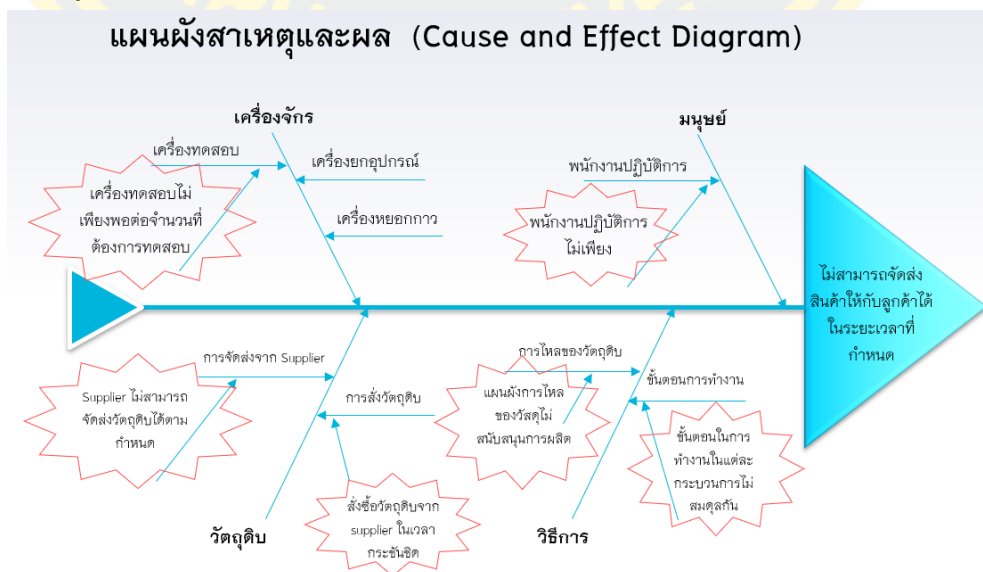 แผนผังสาเหตุและผล (Cause and Effect Diagram)
เครื่องจักร
มนุษย์
เครื่องทดสอบ
เครื่องยกอุปกรณ์
เครื่องหยอกกาว
เครื่องทดสอบไม่
เพียงพอต่อจำนวนที่
ต้องการทดสอบ
พนักงานปฏิบัติการ
พนักงานปฏิบัติการ
ไม่เพียง
ไม่สามารถจัดส่ง
สินค้าให้กับลูกค้าได้
ในระยะเวลาที่
กำหนด
การจัดส่งจาก Supplier
การสั่งวัตถุดิบ
Supplier ไม่สามารถ
จัดส่งวัตถุดิบได้ตาม
กำหนด
สั่งซื้อวัตถุดิบจาก
supplier ในเวลา
กระชันชิด
วัตถุดิบ
การไหลของวัตถุดิบ
ขั้นตอนการทำงาน
แผนผังการไหล
ของวัสดุไม่
สนับสนุนการผลิต
ขั้นตอนในการ
ทำงานในแต่ละ
กระบวนการไม่
สมดุลกัน
วิธีการ